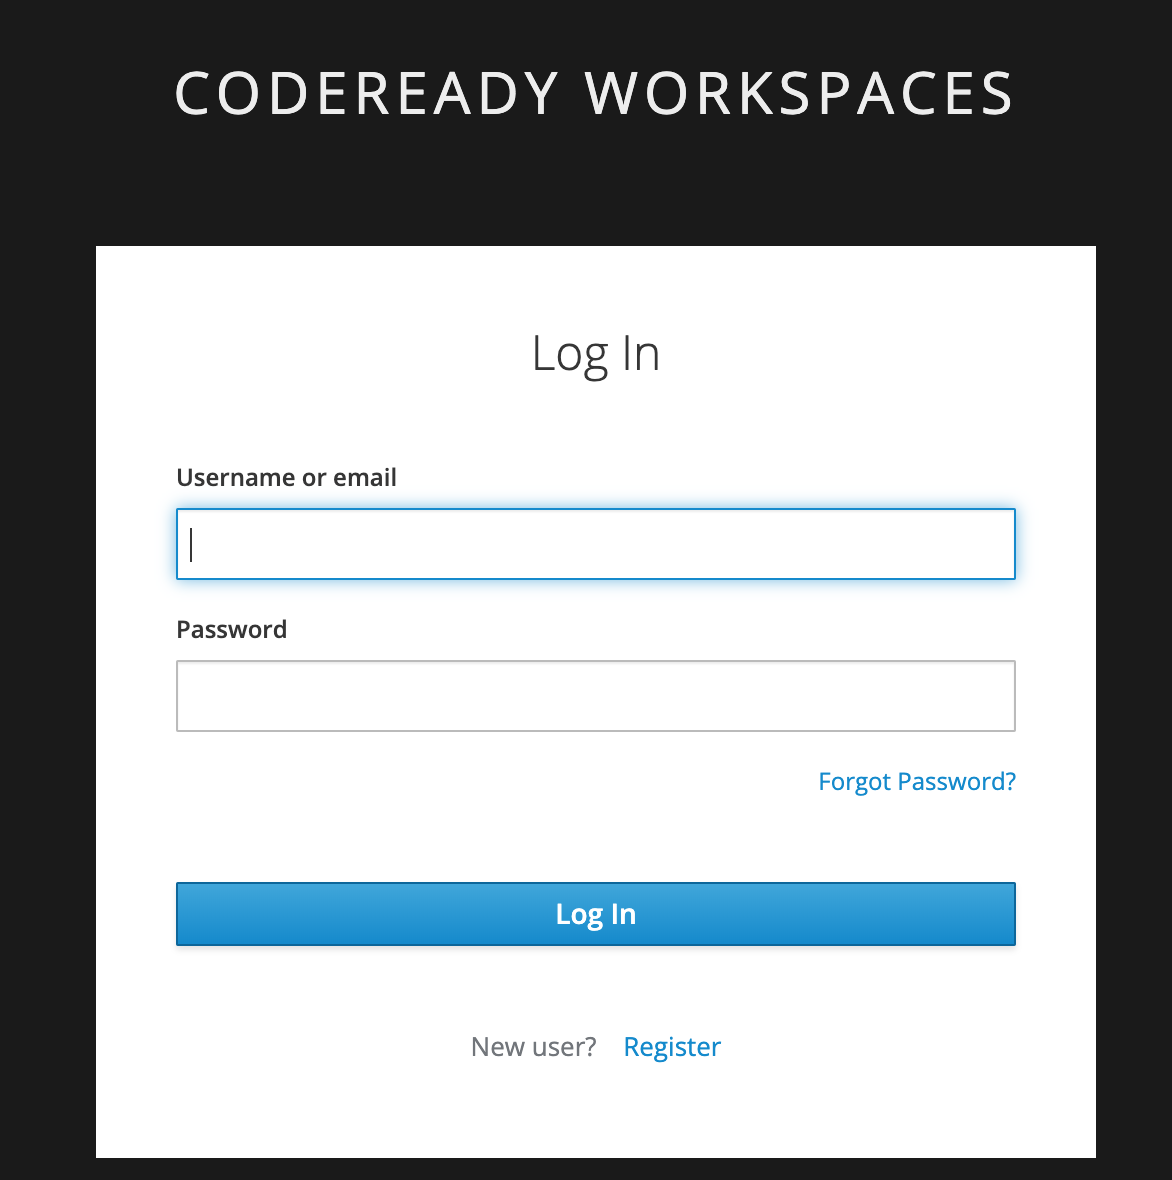 CODEREADY WORKSPACES
Log In
Username or email
Password
Forgot Password?
Log In
New user? Register